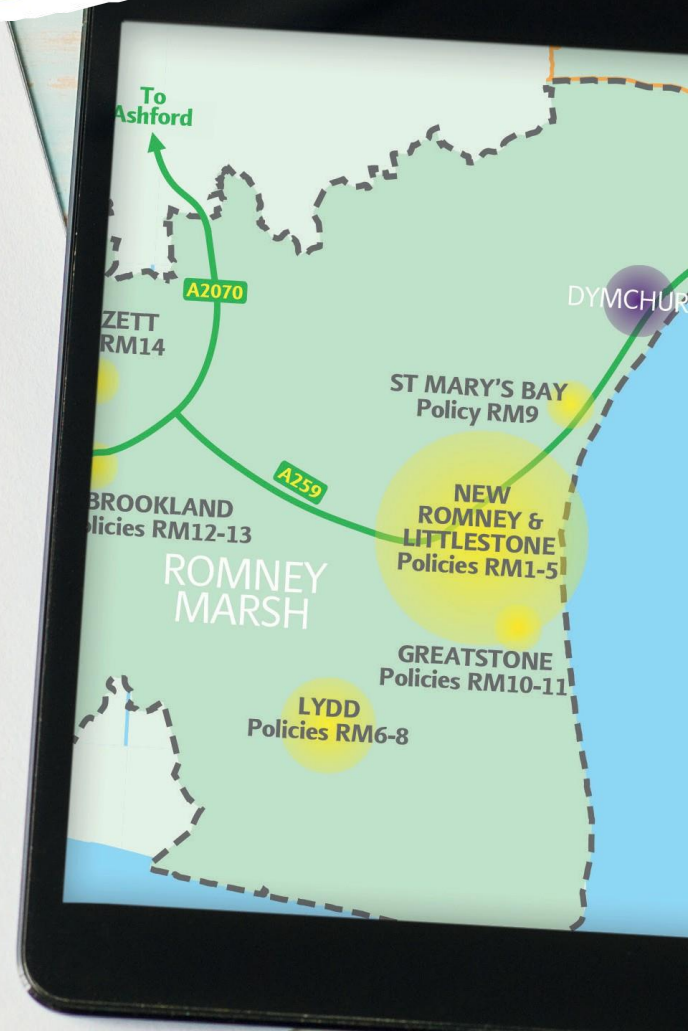 To
Ashford
A2070
DYMCHUR
ZETT
RM14
ST MARY'S BAY
Policy RM9
A259
NEW
ROMNEY &
LITTLESTONE
Policies RM1-5
BROOKLAND
olicies RM12-13
ROMNEY
MARSH
GREATSTONE
Policies RM10-11
LYDD
Policies RM6-8